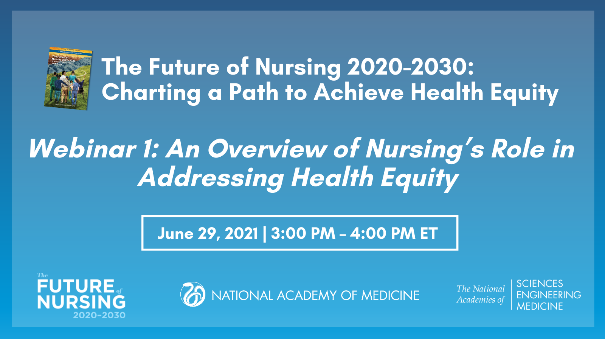 The Future of Nursing 2020-2030:
Charting a Path to Achieve Health Equity
Webinar 1: An Overview of Nursing's Role in
Addressing Health Equity
June 29, 2021 | 3:00 PM - 4:00 PM ET
The
FUTURE of
NURSING
2020-2030
NATIONAL ACADEMY OF MEDICINE
The National
Academies of
SCIENCES
ENGINEERING
MEDICINE